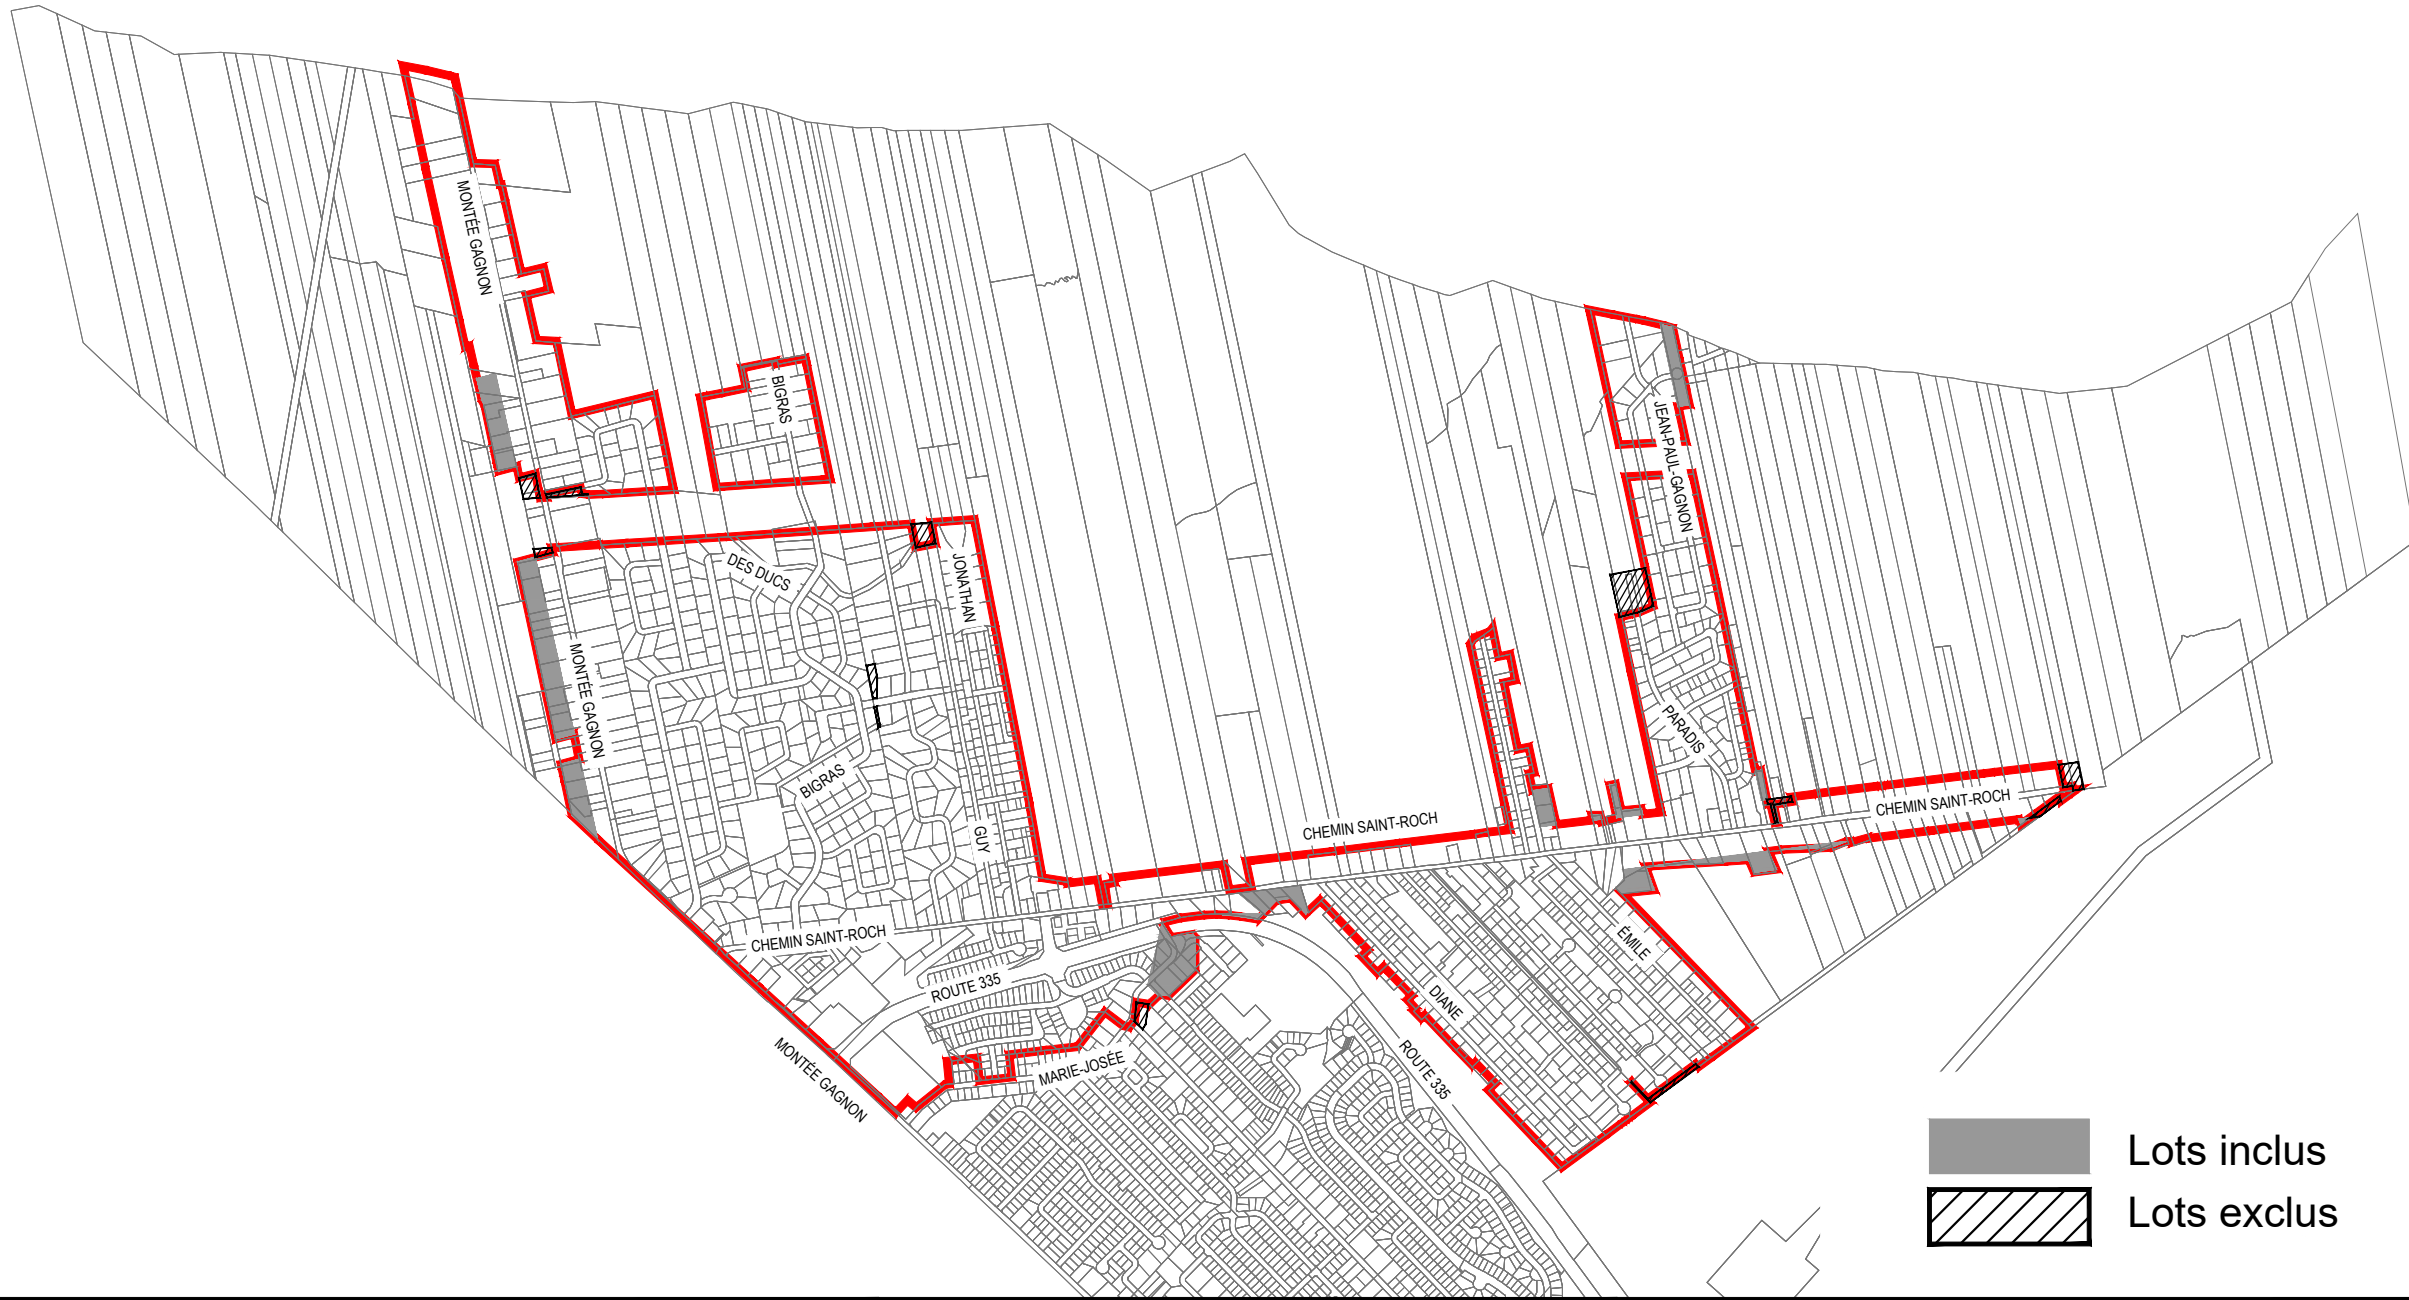 MONTÉE GAGNON
BIGRAS
JEAN-PAUL-GAGNON
DES DUCS
JONATHAN
MONTÉE GAGNON
PARADIS
BIGRAS
GUY
CHEMIN SAINT-ROCH
CHEMIN SAINT-ROCH
CHEMIN SAINT-ROCH
ÉMILE
ROUTE 335
DIANE
MONTÉE GAGNON
MARIE-JOSÉE
ROUTE 335
Lots inclus
Lots exclus